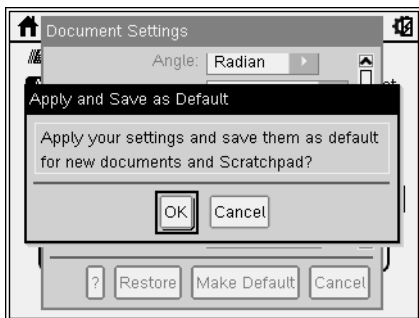 Document Settings
Angle: Radian
Apply and Save as Default
Apply your settings and save them as default
for new documents and Scratchpad?
OK Cancel
? Restore Make Default Cancel